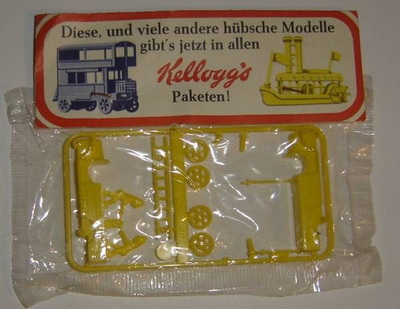 Diese, und viele andere hübsche Modelle
gibt's jetzt in allen
Kellogg's
Paketen!